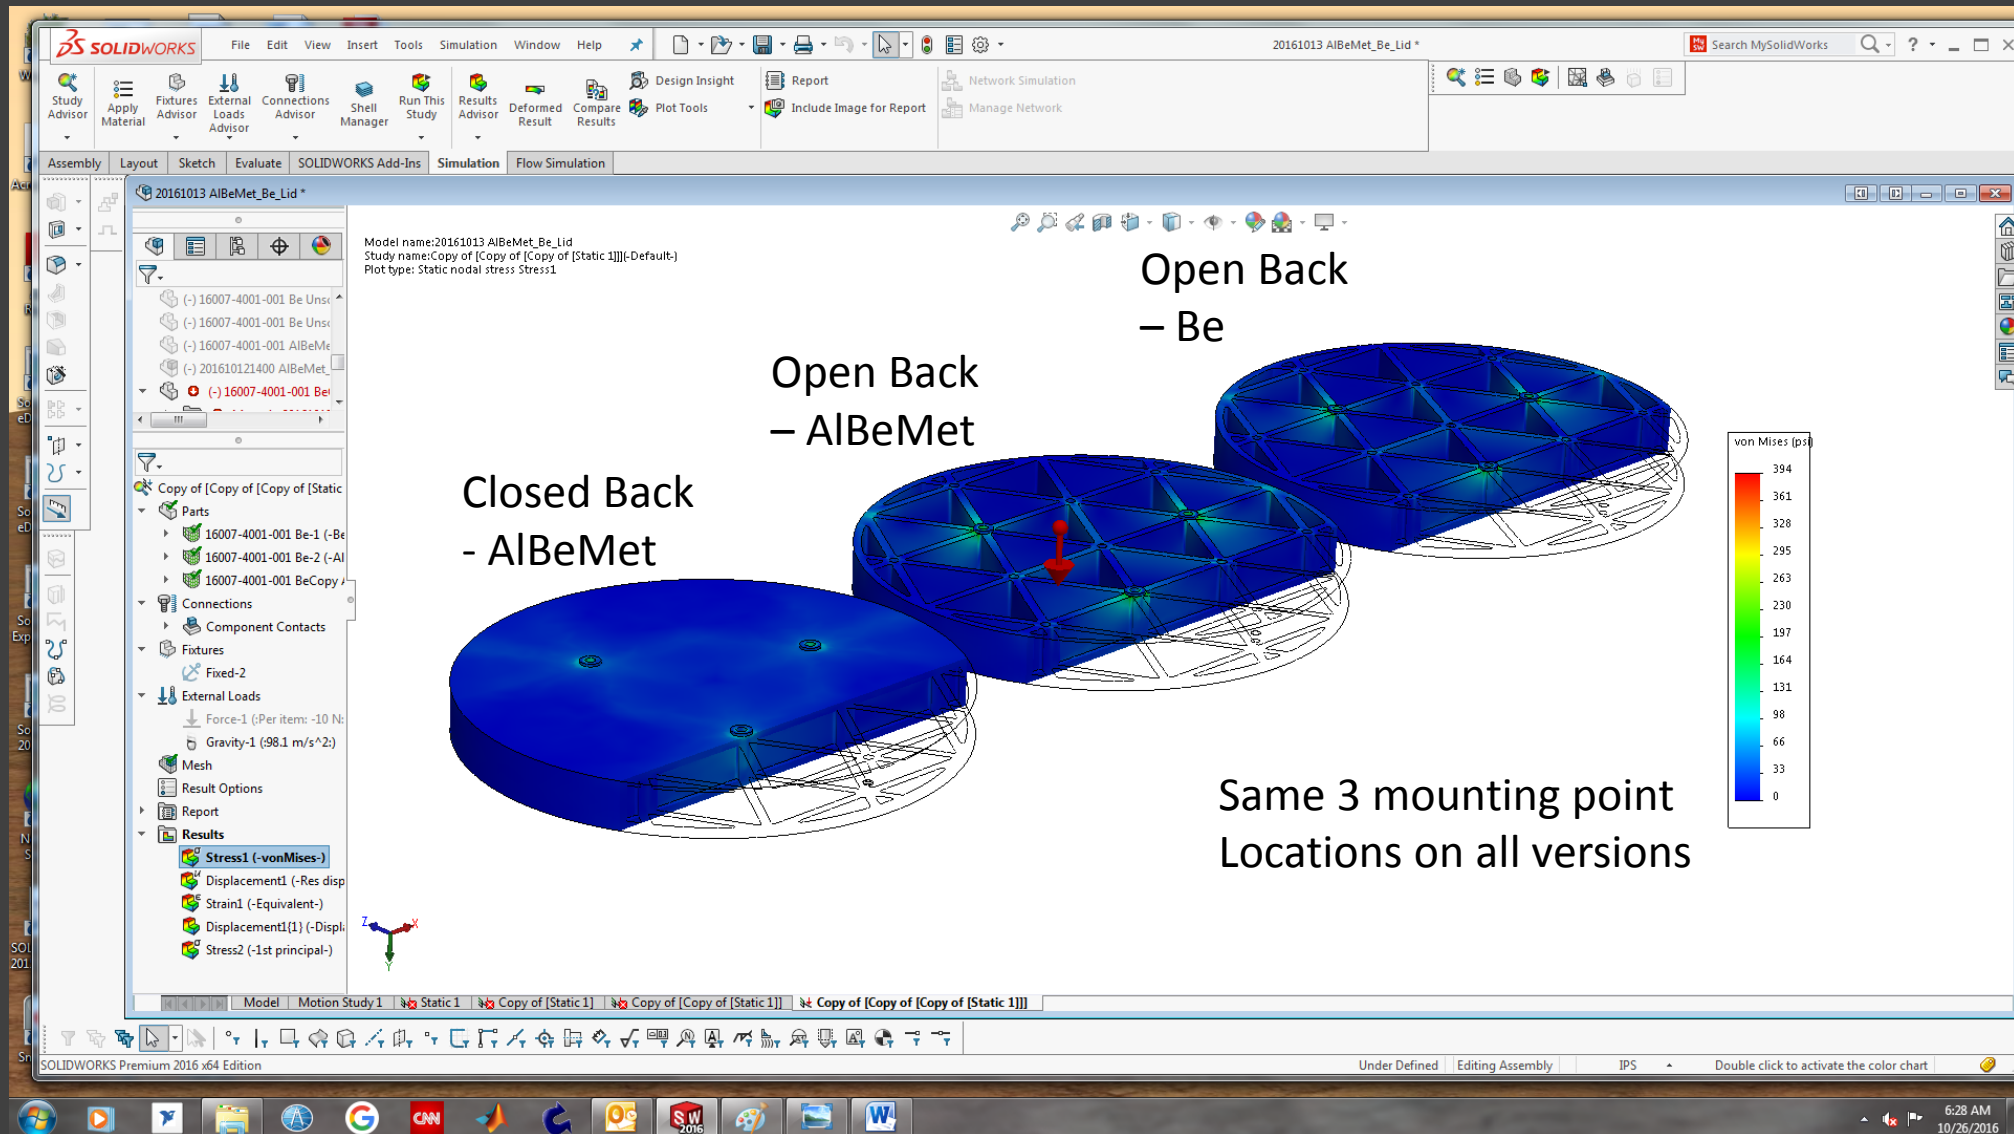 SOLIDWORKS File Edit View Insert Tools Simulation Window Help 20161013 AlBeMet_Be_Lid * Search MySolidWorks ?
Study Advisor
Apply Material
Fixtures Advisor
External Loads Advisor
Connections Advisor
Shell Manager
Run This Study
Results Advisor
Deformed Result
Compare Results
Design Insight
Plot Tools
Report
Include Image for Report
Network Simulation
Manage Network
Assembly Layout Sketch Evaluate SOLIDWORKS Add-Ins Simulation Flow Simulation
20161013 AlBeMet_Be_Lid *
(-) 16007-4001-001 Be Uns
(-) 16007-4001-001 Be Uns
(-) 16007-4001-001 AlBeMe
(-) 201610121400 AlBeMet_
(-) 16007-4001-001 Be
Copy of [Copy of [Copy of [Static
Parts
16007-4001-001 Be-1 (-Be
16007-4001-001 Be-2 (-Al
16007-4001-001 BeCopy
Connections
Component Contacts
Fixtures
Fixed-2
External Loads
Force-1 (:Per item: -10 N:
Gravity-1 (:98.1 m/s^2:)
Mesh
Result Options
Report
Results
Stress1 (-vonMises-)
Displacement1 (-Res disp
Strain1 (-Equivalent-)
Displacement1{1} (-Displ
Stress2 (-1st principal-)
Model name:20161013 AlBeMet_Be_Lid
Study name:Copy of [Copy of [Copy of [Static 1]]](-Default-)
Plot type: Static nodal stress Stress1
Open Back
– Be
Open Back
– AlBeMet
Closed Back
- AlBeMet
Same 3 mounting point
Locations on all versions
von Mises (psi)
394
361
328
295
263
230
197
164
131
98
66
33
0
Z X
Y
Model Motion Study 1 Static 1 Copy of [Static 1] Copy of [Copy of [Static 1]] Copy of [Copy of [Copy of [Static 1]]]
SOLIDWORKS Premium 2016 x64 Edition Under Defined Editing Assembly IPS Double click to activate the color chart
CNN SW 2016
6:28 AM
10/26/2016